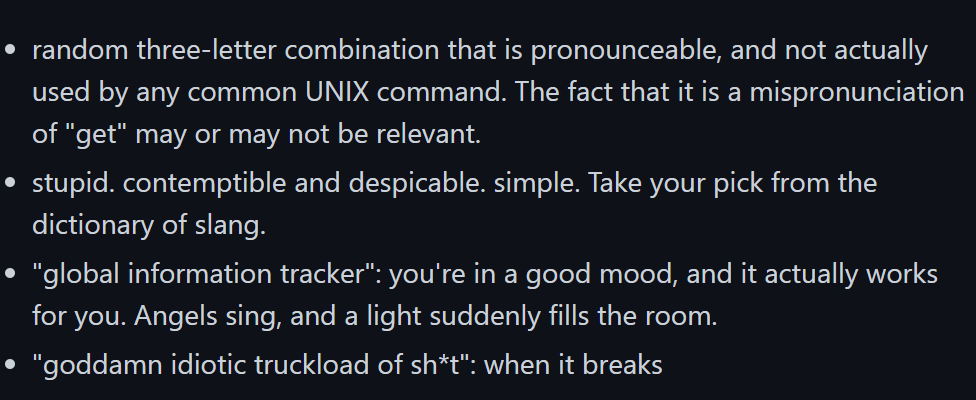 • random three-letter combination that is pronounceable, and not actually
used by any common UNIX command. The fact that it is a mispronunciation
of "get" may or may not be relevant.
• stupid. contemptible and despicable. simple. Take your pick from the
dictionary of slang.
• "global information tracker": you're in a good mood, and it actually works
for you. Angels sing, and a light suddenly fills the room.
• "goddamn idiotic truckload of sh*t": when it breaks